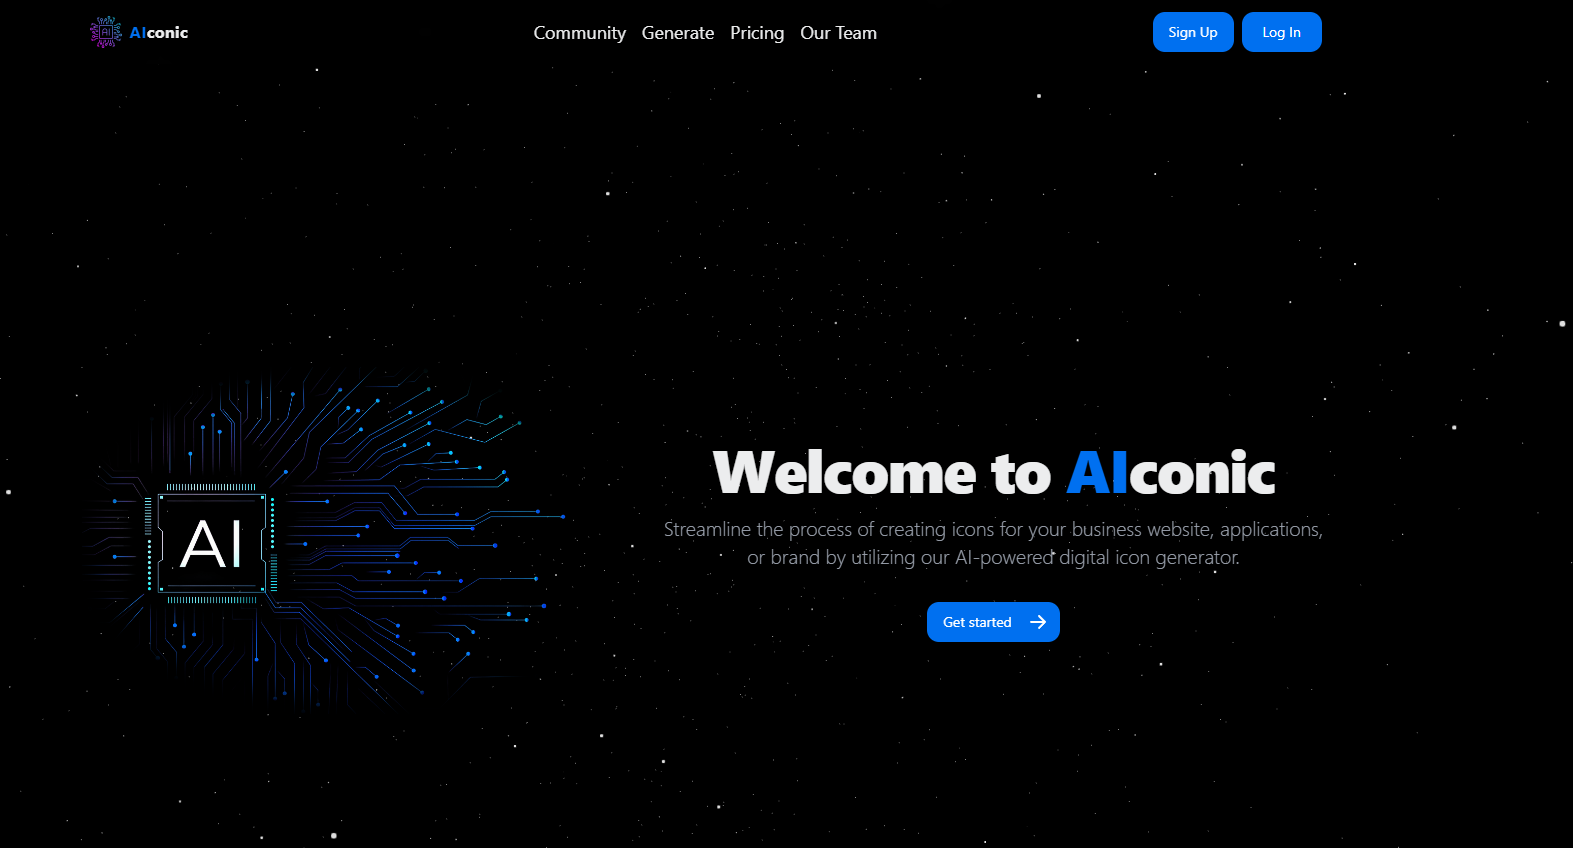 AI
AIconic
Community Generate Pricing Our Team
Sign Up
Log In
AI
Welcome to AIconic
Streamline the process of creating icons for your business website, applications,
or brand by utilizing our AI-powered digital icon generator.
Get started